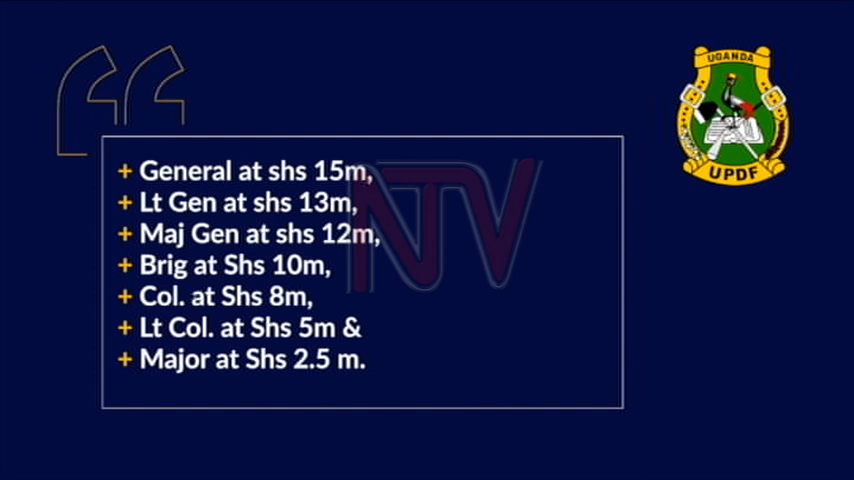 UGANDA
UPDF
+ General at shs 15m,
+ Lt Gen at shs 13m,
+ Maj Gen at shs 12m,
+ Brig at Shs 10m,
+ Col. at Shs 8m,
+ Lt Col. at Shs 5m &
+ Major at Shs 2.5 m.
NTV